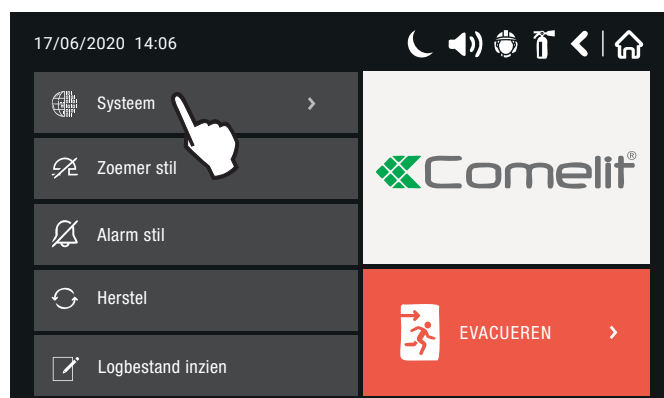 17/06/2020 14:06
Systeem
Zoemer stil
Alarm stil
Herstel
Logbestand inzien
Comelit®
EVACUEREN